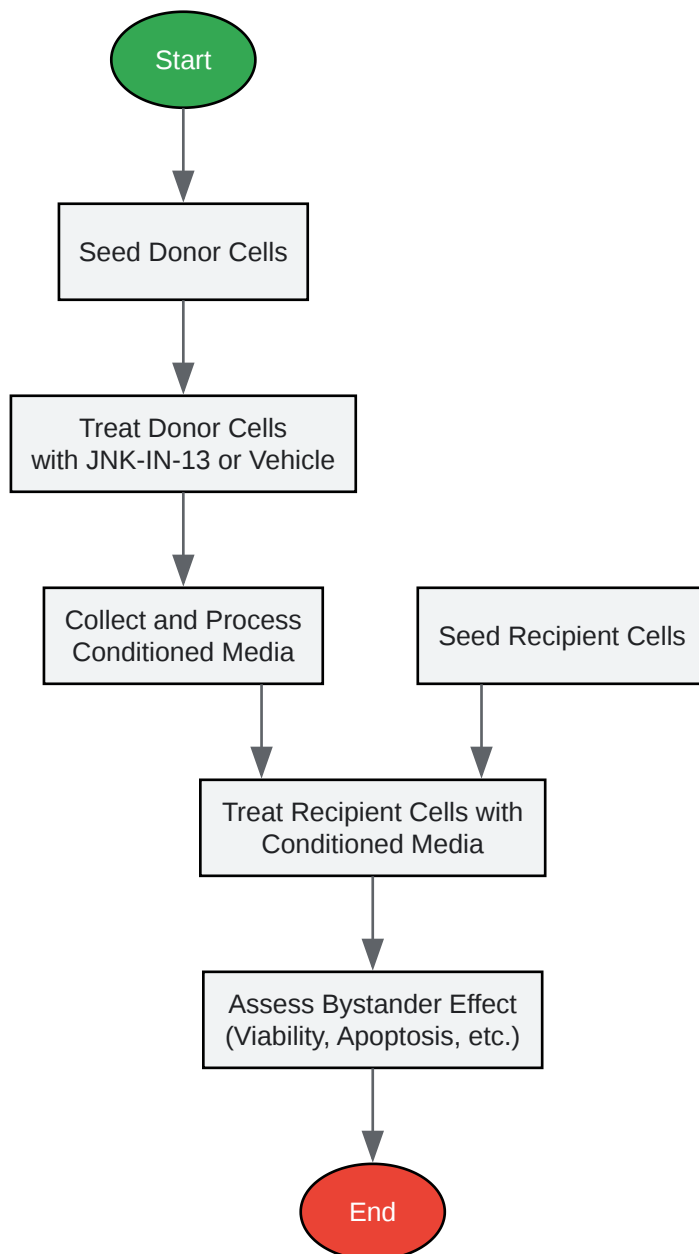 Start
Seed Donor Cells
Treat Donor Cells
with JNK-IN-13 or Vehicle
Collect and Process
Conditioned Media
Seed Recipient Cells
Treat Recipient Cells with
Conditioned Media
Assess Bystander Effect
(Viability, Apoptosis, etc.)
End